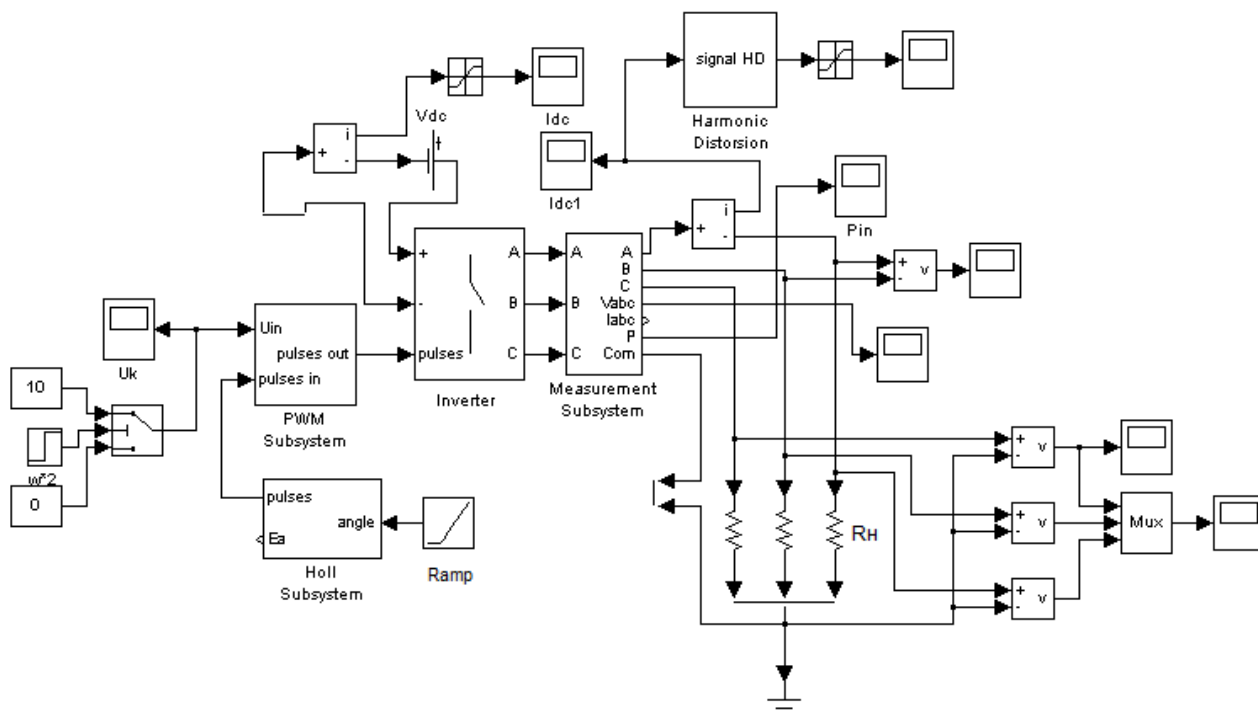 signal HD
Harmonic
Distorsion
Idc
Vdc
i
+
-
Idc1
Pin
i
+
-
+
-
v
+
-
pulses
A
B
C
Inverter
A
B
C
A
B
C
Vabc
Iabc
P
Com
Measurement
Subsystem
Uk
Uin
pulses out
pulses in
PWM
Subsystem
10
w*2
0
pulses
angle
Ea
Holl
Subsystem
Ramp
RH
+
-
v
+
-
v
+
-
v
Mux